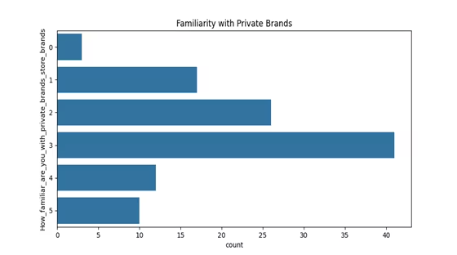 Familiarity with Private Brands
How_familiar_are_you_with_private_brands_store_brands
0
1
2
3
4
5
0 5 10 15 20 25 30 35 40
count